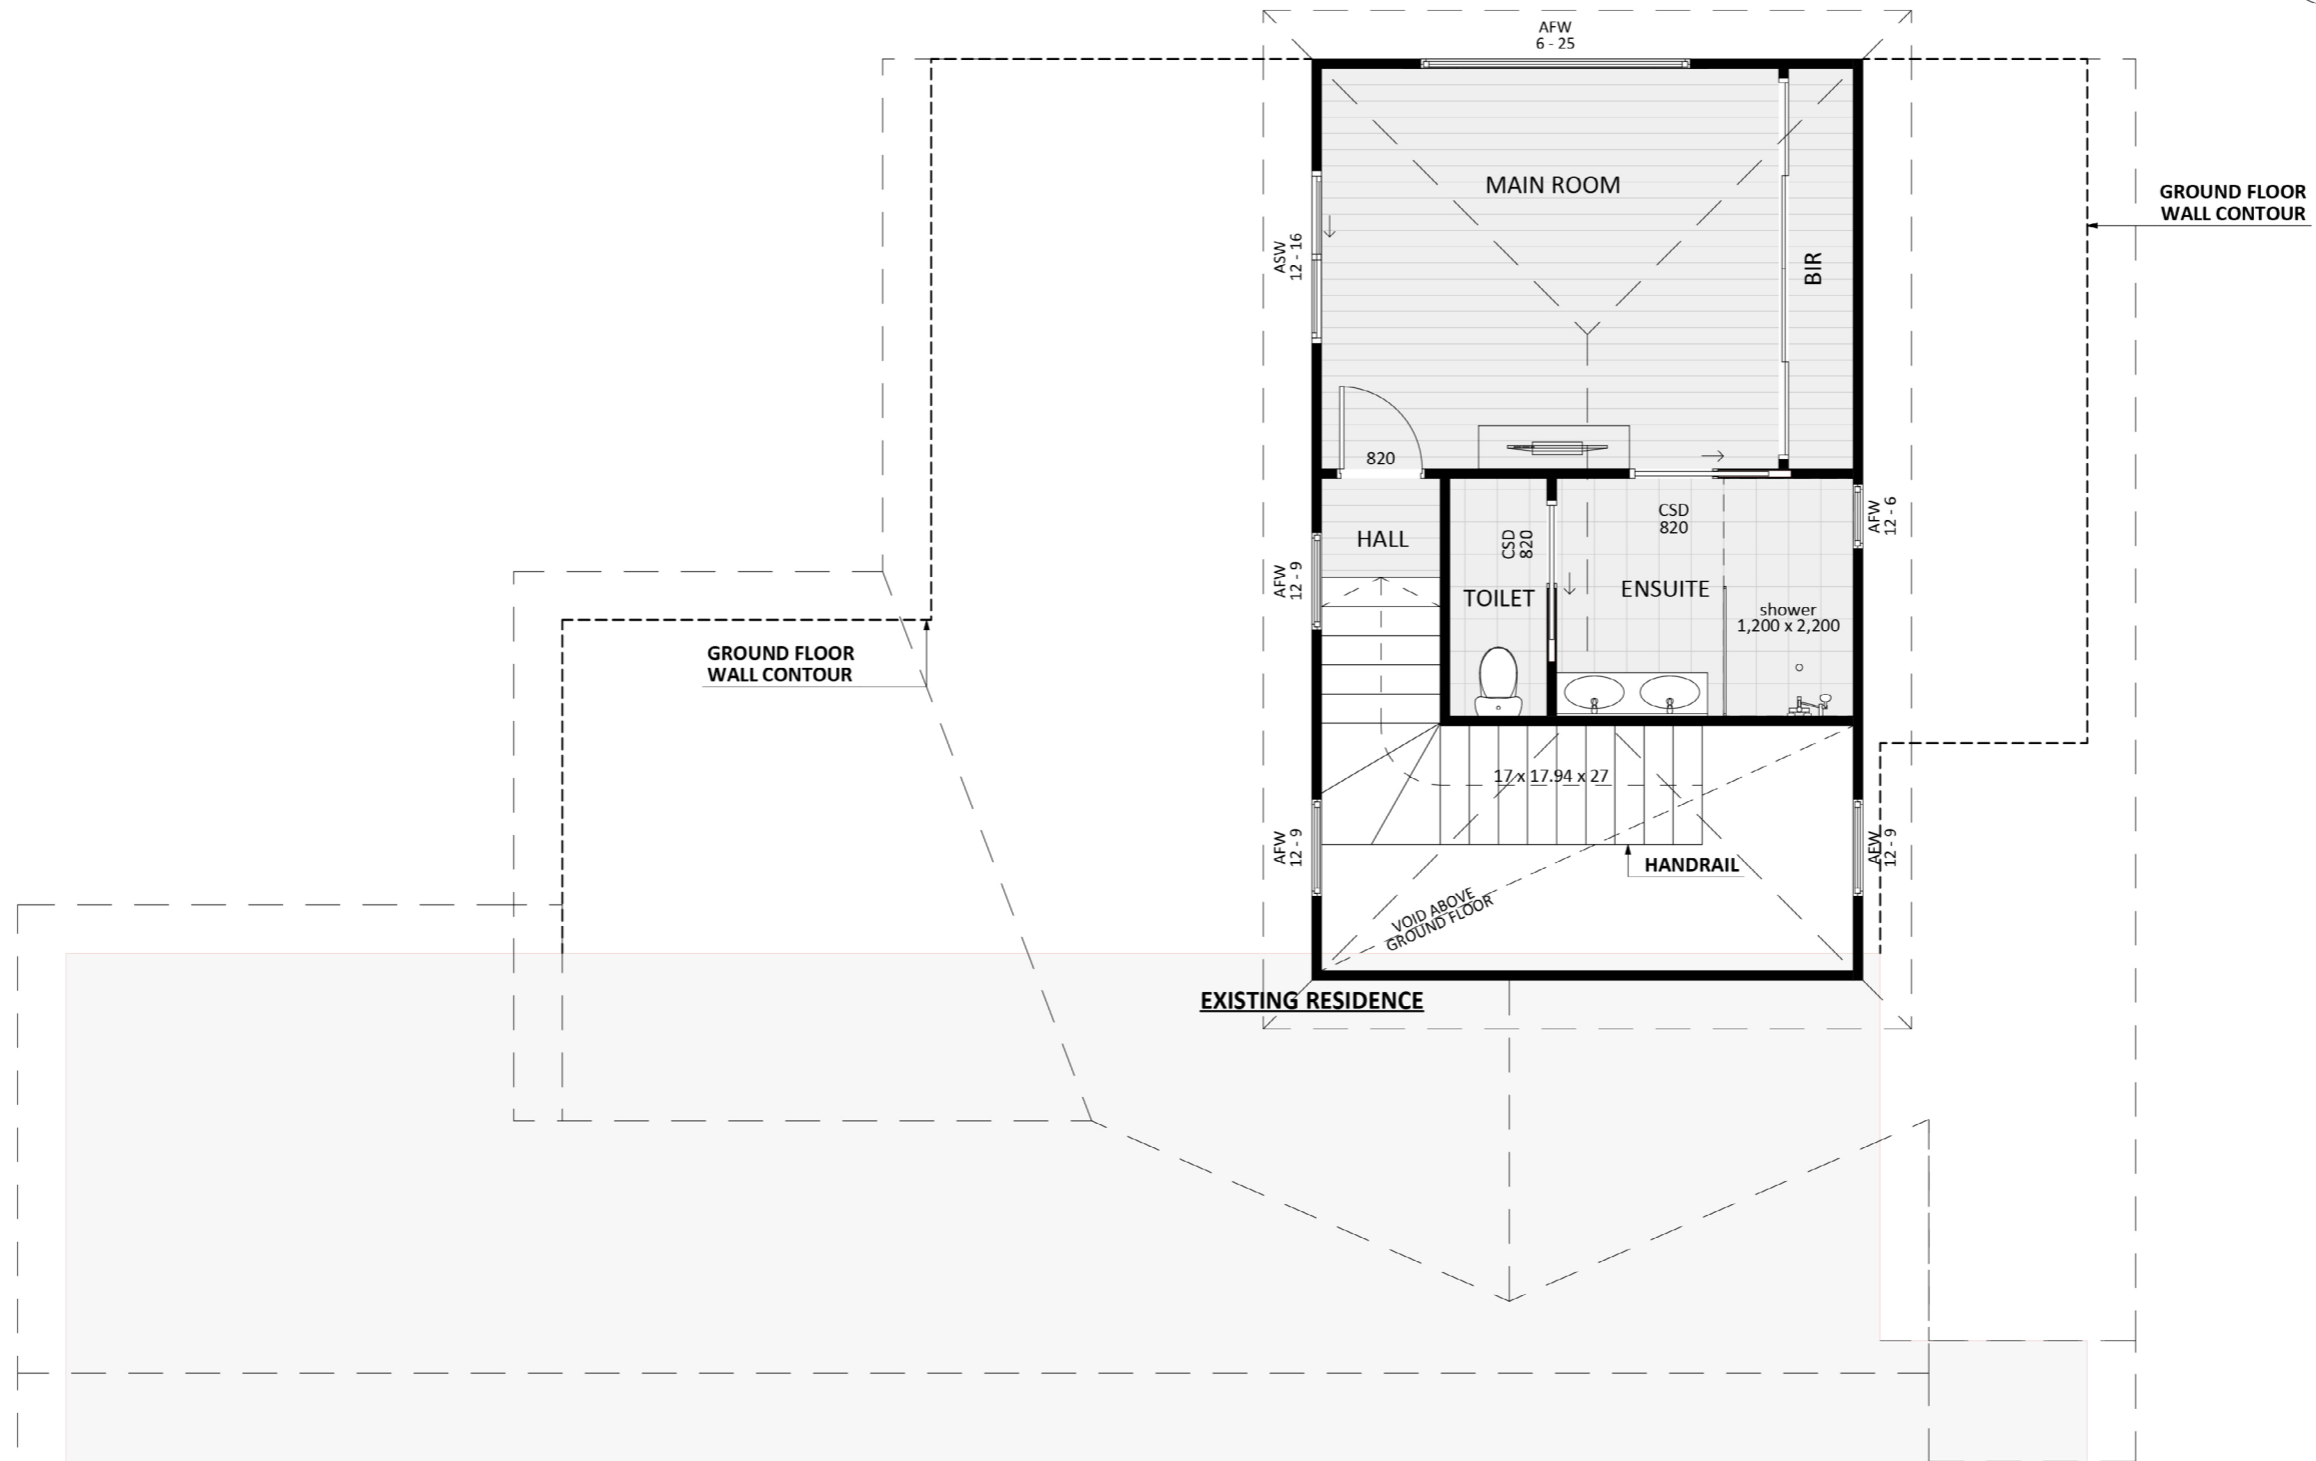 AFW
6 - 25
MAIN ROOM
GROUND FLOOR
WALL CONTOUR
ASW
12 - 16
BIR
820
HALL
CSD
820
CSD
820
AFW
12 - 6
AFW
12 - 9
TOILET
ENSUITE
shower
1,200 x 2,200
GROUND FLOOR
WALL CONTOUR
17 x 17.94 x 27
AFW
12 - 9
AFW
12 - 9
HANDRAIL
VOID ABOVE
GROUND FLOOR
EXISTING RESIDENCE